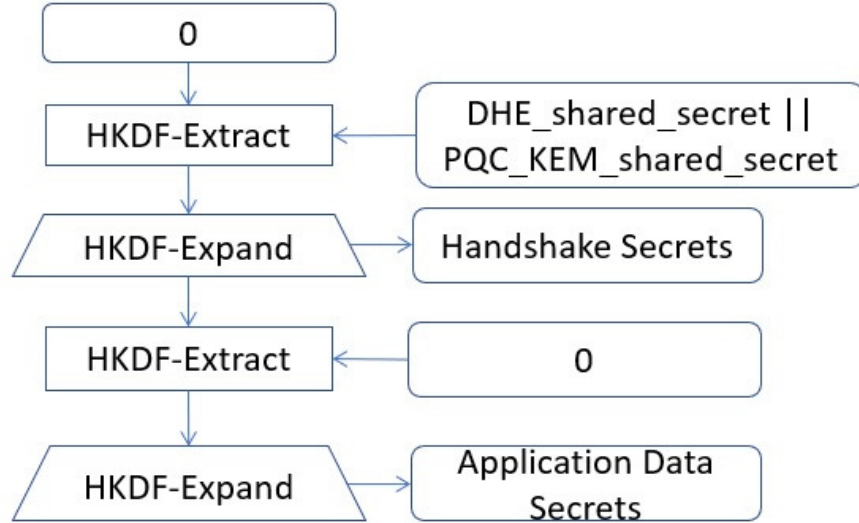 0
HKDF-Extract
DHE_shared_secret ||
PQC_KEM_shared_secret
HKDF-Expand
Handshake Secrets
HKDF-Extract
0
HKDF-Expand
Application Data
Secrets